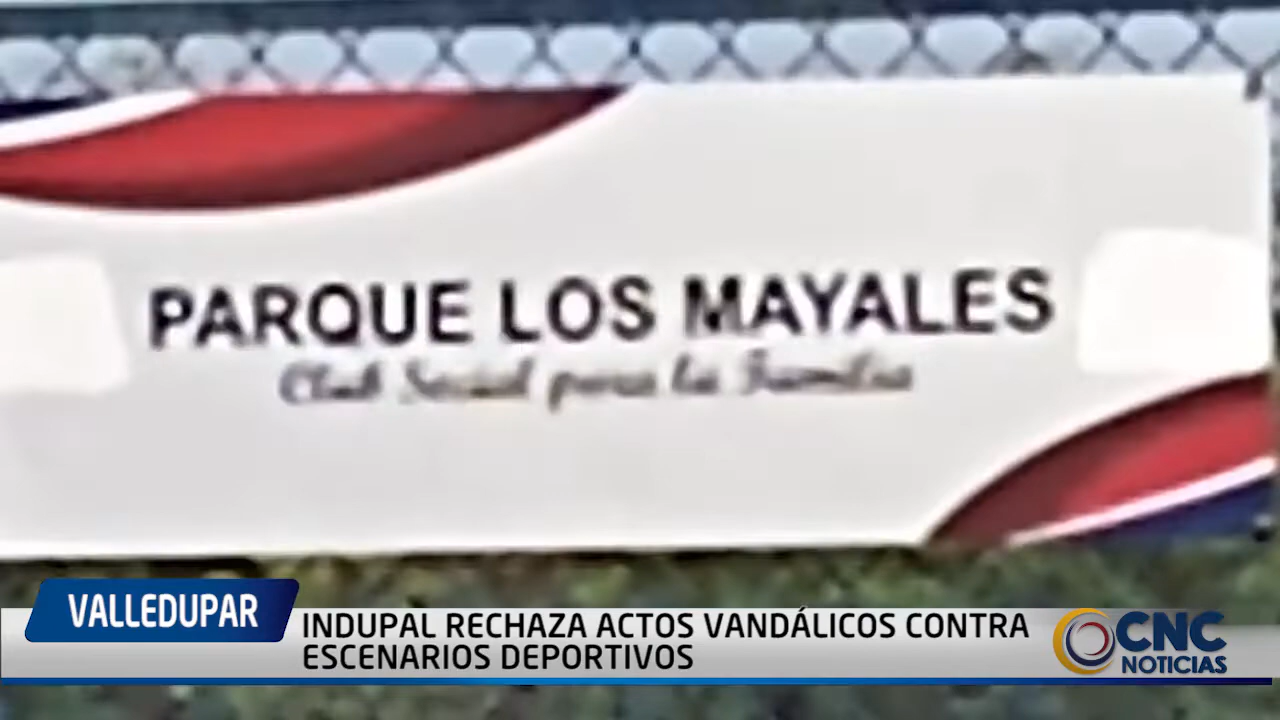 PARQUE LOS MAYALES
Club Social para la Familia
VALLEDUPAR
INDUPAL RECHAZA ACTOS VANDÁLICOS CONTRA
ESCENARIOS DEPORTIVOS
CNC
NOTICIAS